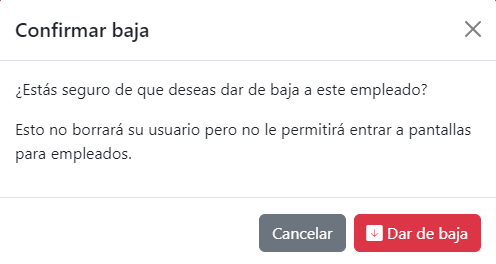 Confirmar baja
¿Estás seguro de que deseas dar de baja a este empleado?
Esto no borrará su usuario pero no le permitirá entrar a pantallas
para empleados.
Cancelar
Dar de baja